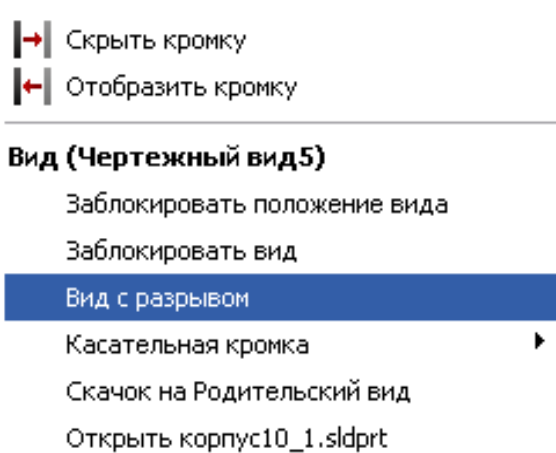 Скрыть кромку
Отобразить кромку
Вид (Чертежный вид5)
Заблокировать положение вида
Заблокировать вид
Вид с разрывом
Касательная кромка
Скачок на Родительский вид
Открыть корпус10_1.sldprt